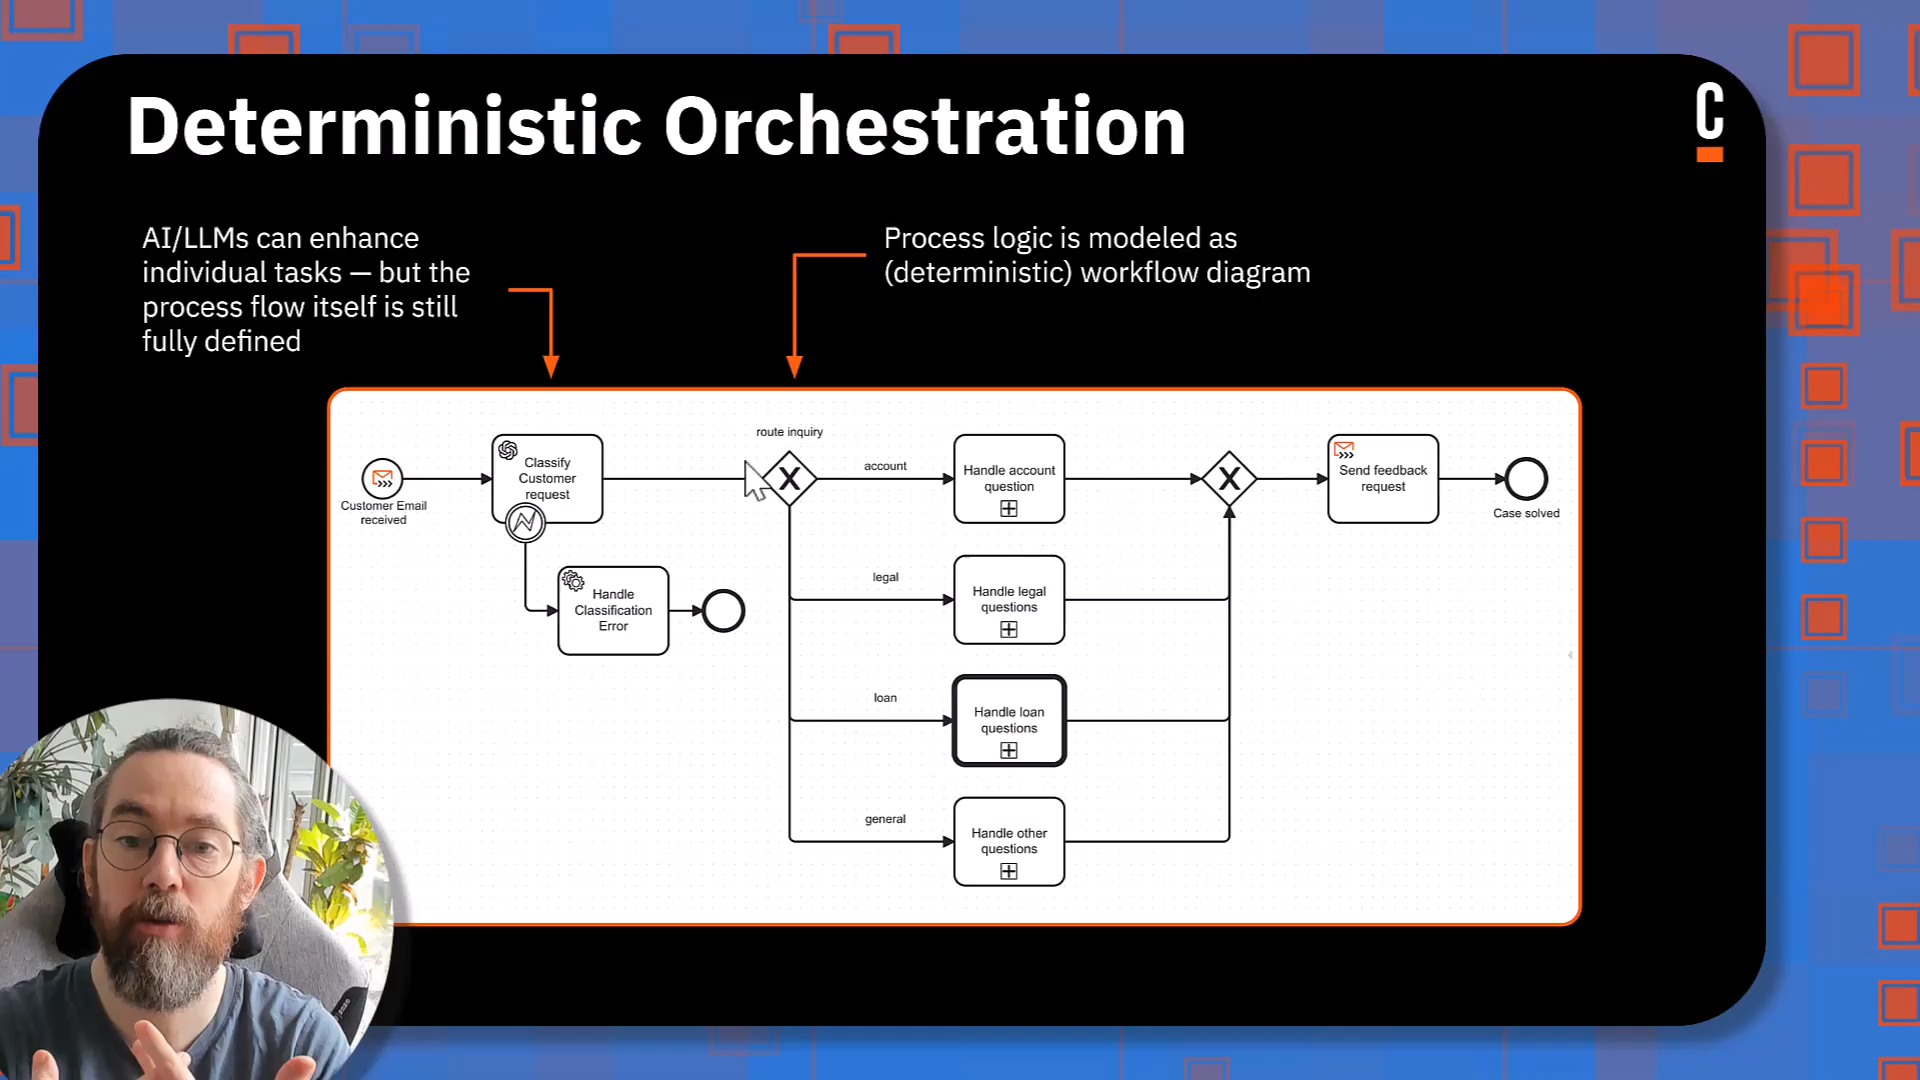 Deterministic Orchestration
C
AI/LLMs can enhance
individual tasks — but the
process flow itself is still
fully defined
Process logic is modeled as
(deterministic) workflow diagram
route inquiry
Customer Email
received
Classify
Customer
request
X
account
Handle account
question
X
Send feedback
request
Case solved
Handle
Classification
Error
legal
Handle legal
questions
loan
Handle loan
questions
general
Handle other
questions